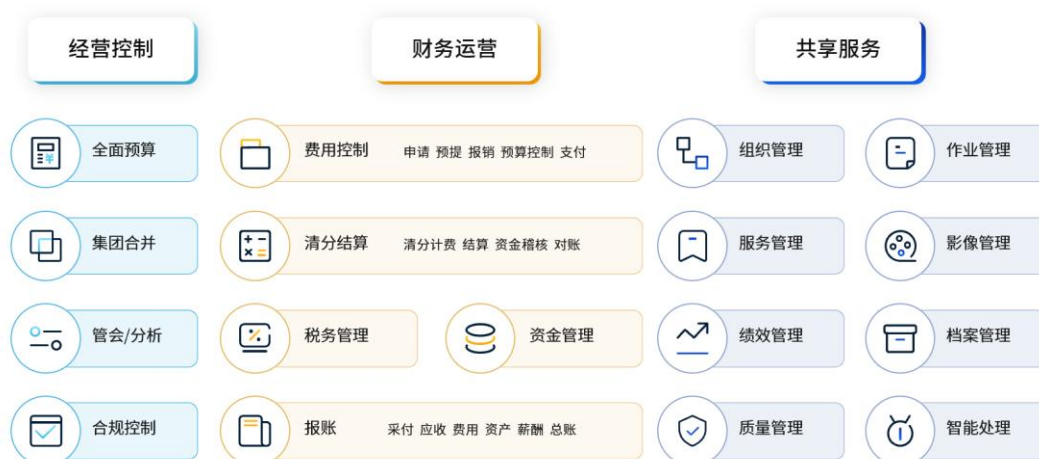 经营控制
财务运营
共享服务
全面预算
费用控制 申请 预提 报销 预算控制 支付
组织管理
作业管理
集团合并
清分结算 清分计费 结算 资金稽核 对账
服务管理
影像管理
管会/分析
税务管理
资金管理
绩效管理
档案管理
合规控制
报账 采付 应收 费用 资产 薪酬 总账
质量管理
智能处理